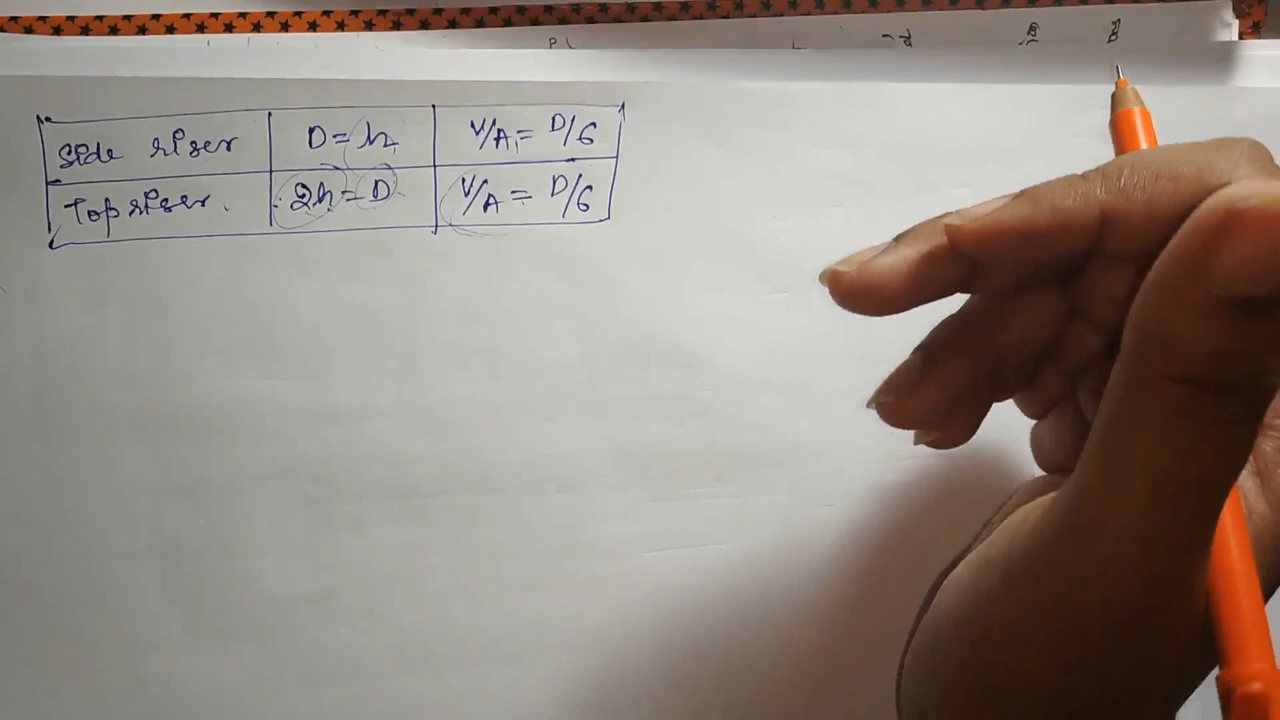 Side riser D=h V/A = D/6
Top riser. 2h=D V/A = D/6